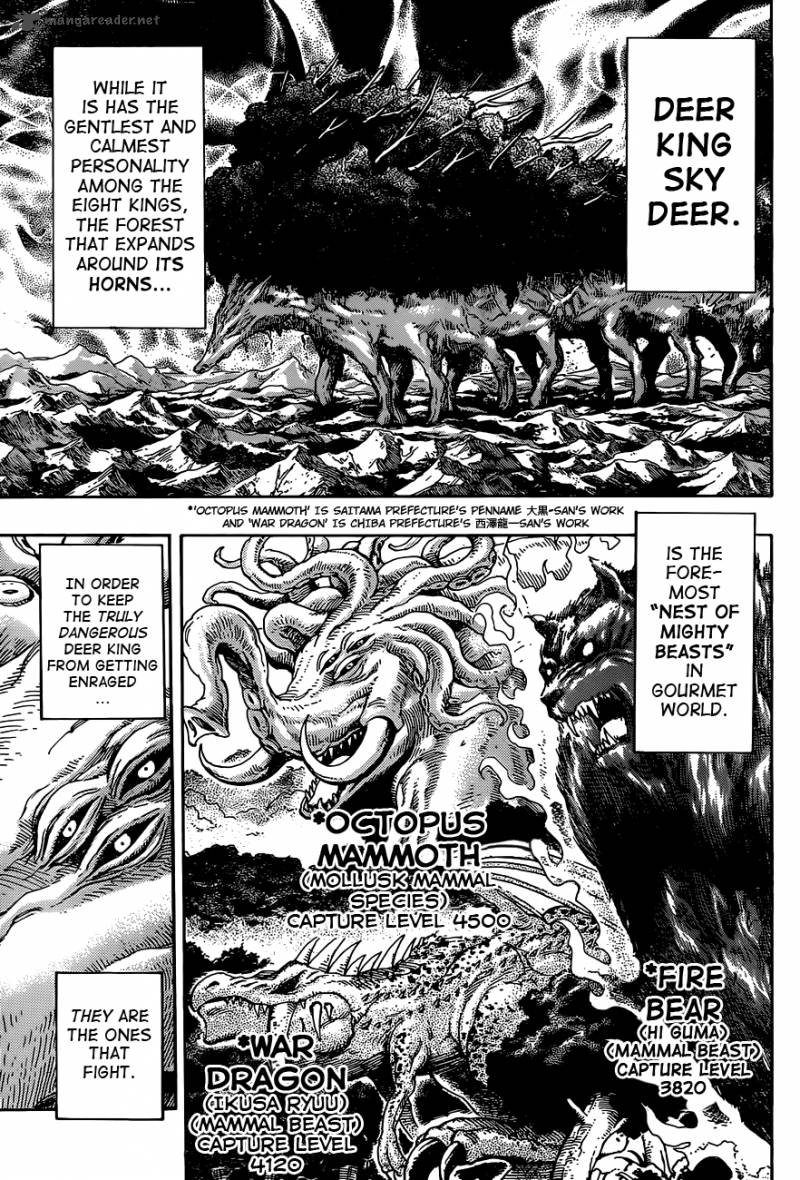 mangareader.net
DEER
KING
SKY
DEER.
WHILE IT
IS HAS THE
GENTLEST AND
CALMEST
PERSONALITY
AMONG THE
EIGHT KINGS,
THE FOREST
THAT EXPANDS
AROUND ITS
HORNS...
*'OCTOPUS MAMMOTH' IS SAITAMA PREFECTURE'S PENNAME 大黒-SAN'S WORK
AND 'WAR DRAGON' IS CHIBA PREFECTURE'S 西澤龍一SAN'S WORK
IS THE
FORE-
MOST
"NEST OF
MIGHTY
BEASTS"
IN
GOURMET
WORLD.
*OCTOPUS
MAMMOTH
(MOLLUSK MAMMAL
SPECIES)
CAPTURE LEVEL 4500
*FIRE
BEAR
(HI GUMA)
(MAMMAL BEAST)
CAPTURE LEVEL
3820
*WAR
DRAGON
(IKUSA RYUU)
(MAMMAL BEAST)
CAPTURE LEVEL
4120
IN ORDER
TO KEEP
THE TRULY
DANGEROUS
DEER KING
FROM GETTING
ENRAGED
...
THEY ARE
THE ONES
THAT
FIGHT.